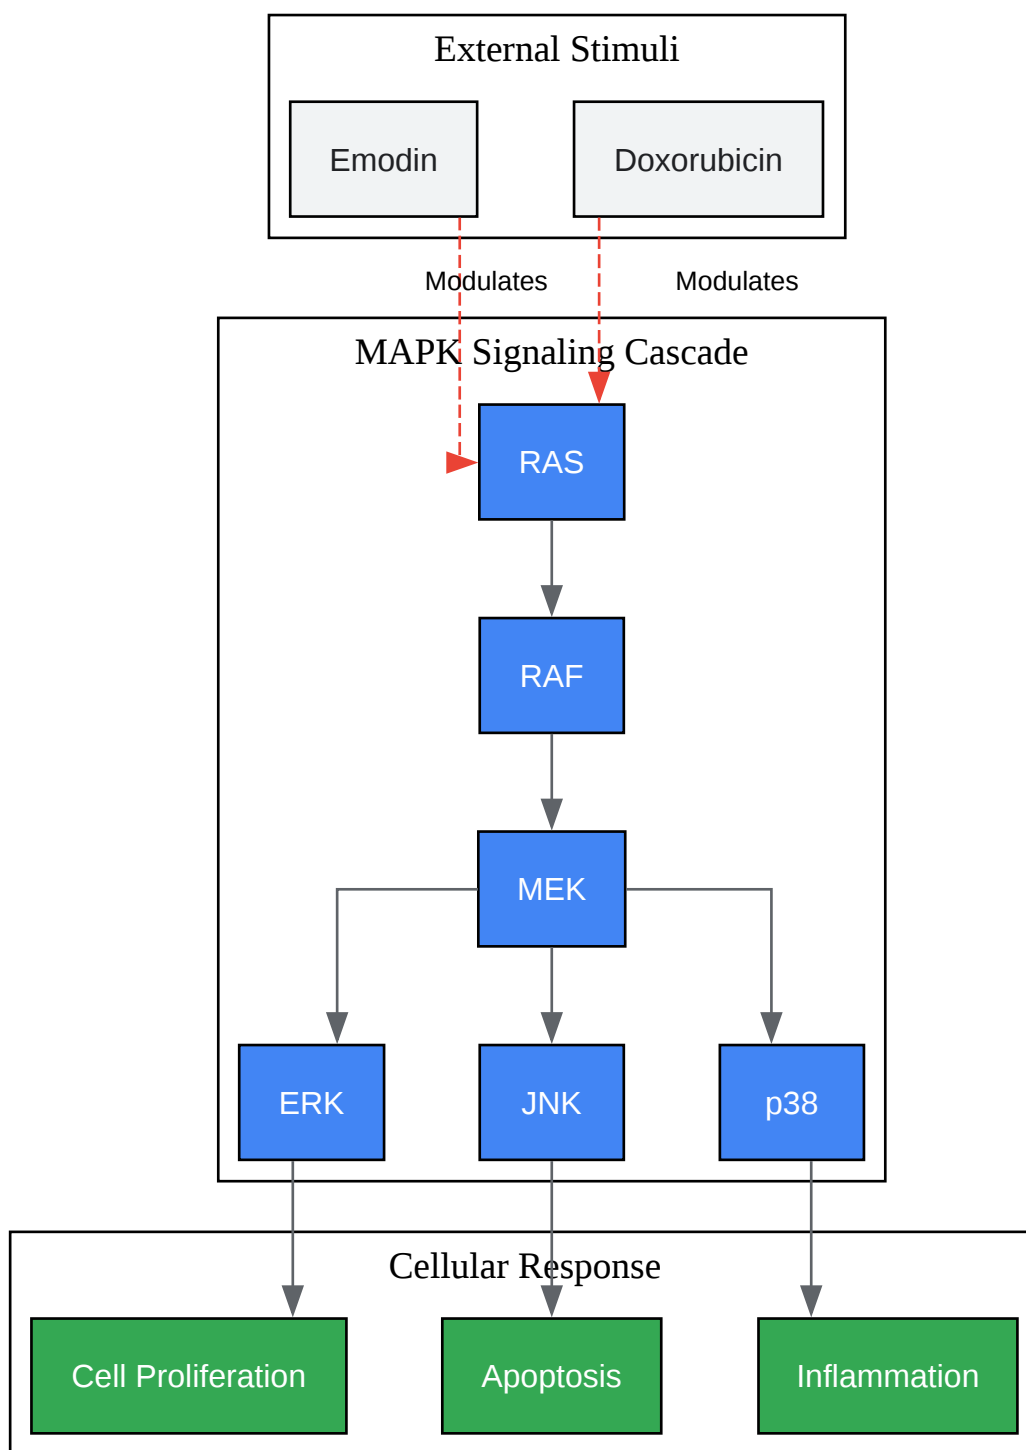 External Stimuli
Emodin
Doxorubicin
Modulates
Modulates
MAPK Signaling Cascade
RAS
RAF
MEK
ERK
JNK
p38
Cellular Response
Cell Proliferation
Apoptosis
Inflammation